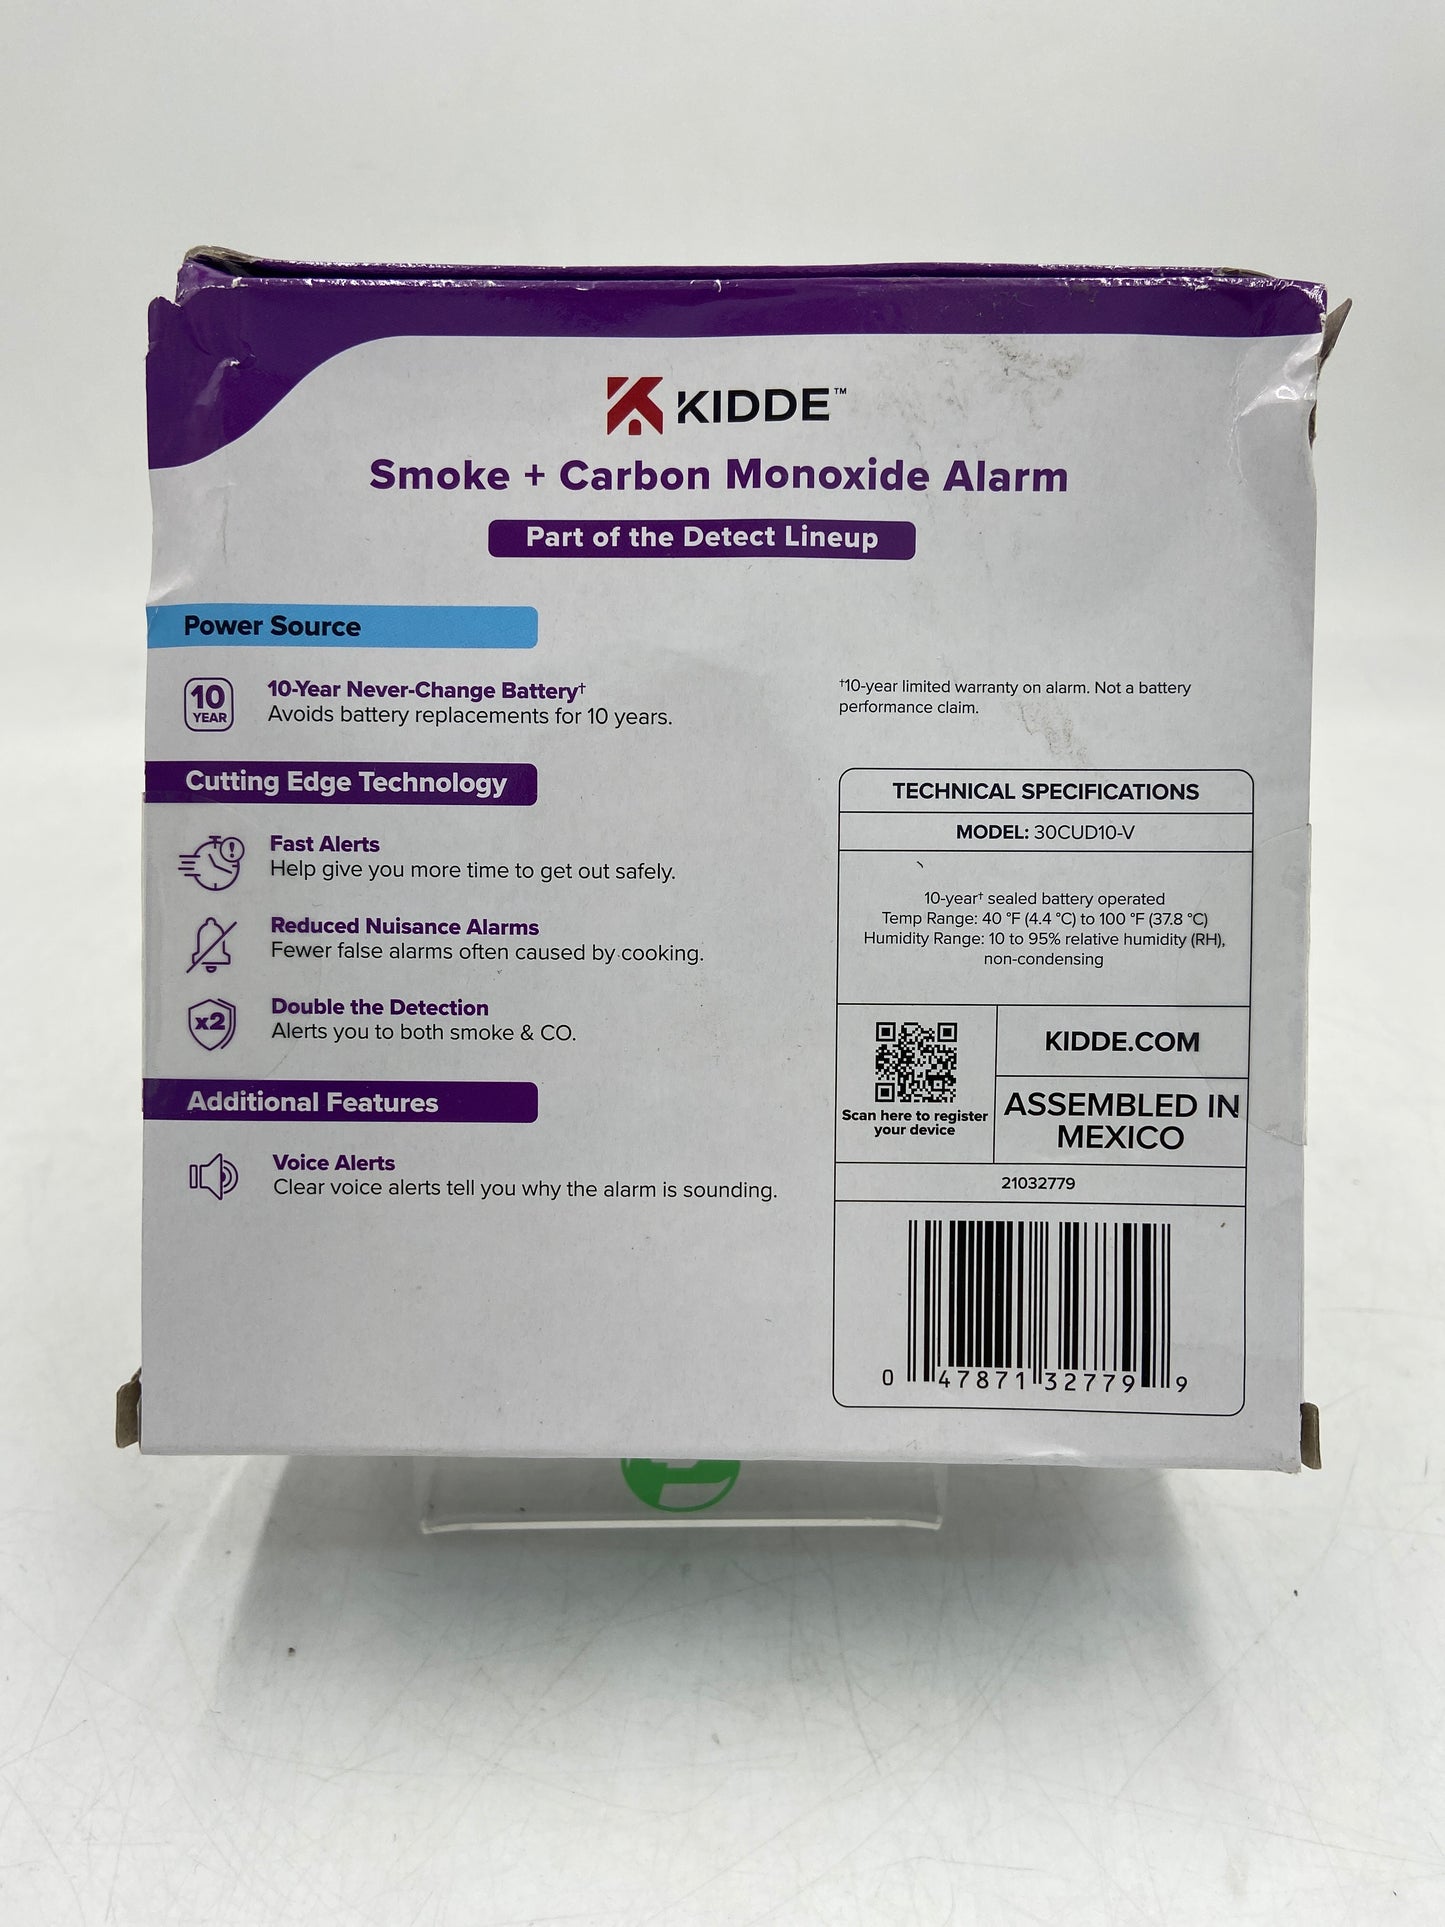 KIDDE™
Smoke + Carbon Monoxide Alarm
Part of the Detect Lineup
Power Source
10 YEAR
10-Year Never-Change Battery†
Avoids battery replacements for 10 years.
†10-year limited warranty on alarm. Not a battery
performance claim.
Cutting Edge Technology
Fast Alerts
Help give you more time to get out safely.
Reduced Nuisance Alarms
Fewer false alarms often caused by cooking.
x2
Double the Detection
Alerts you to both smoke & CO.
Additional Features
Voice Alerts
Clear voice alerts tell you why the alarm is sounding.
TECHNICAL SPECIFICATIONS
MODEL: 30CUD10-V
10-year† sealed battery operated
Temp Range: 40 °F (4.4 °C) to 100 °F (37.8 °C)
Humidity Range: 10 to 95% relative humidity (RH),
non-condensing
Scan here to register
your device
KIDDE.COM
ASSEMBLED IN
MEXICO
21032779
0 47871 32779 9